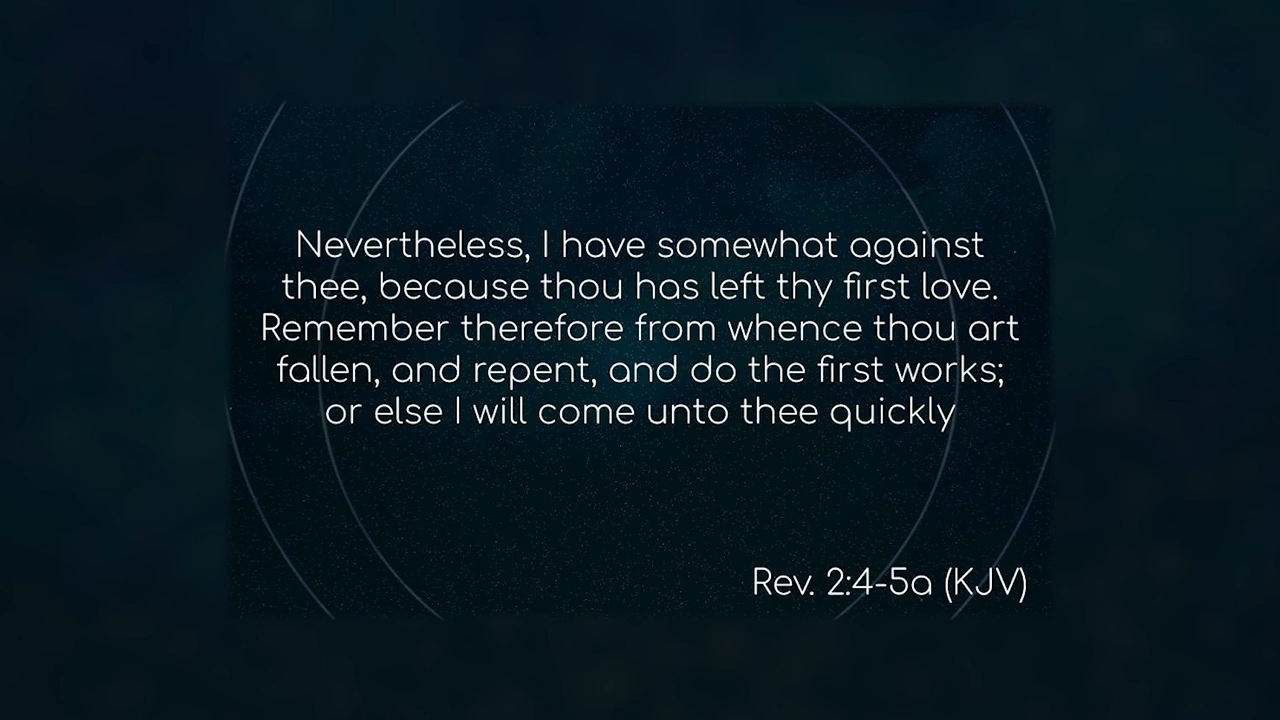 Nevertheless, I have somewhat against
thee, because thou has left thy first love.
Remember therefore from whence thou art
fallen, and repent, and do the first works;
or else I will come unto thee quickly
Rev. 2:4-5a (KJV)